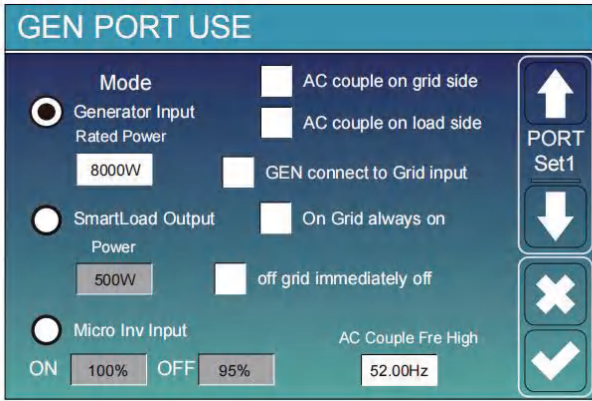 GEN PORT USE
Mode
AC couple on grid side
Generator Input
AC couple on load side
Rated Power
PORT
Set1
8000W
GEN connect to Grid input
SmartLoad Output
On Grid always on
Power
500W
off grid immediately off
Micro Inv Input
AC Couple Fre High
ON 100% OFF 95%
52.00Hz